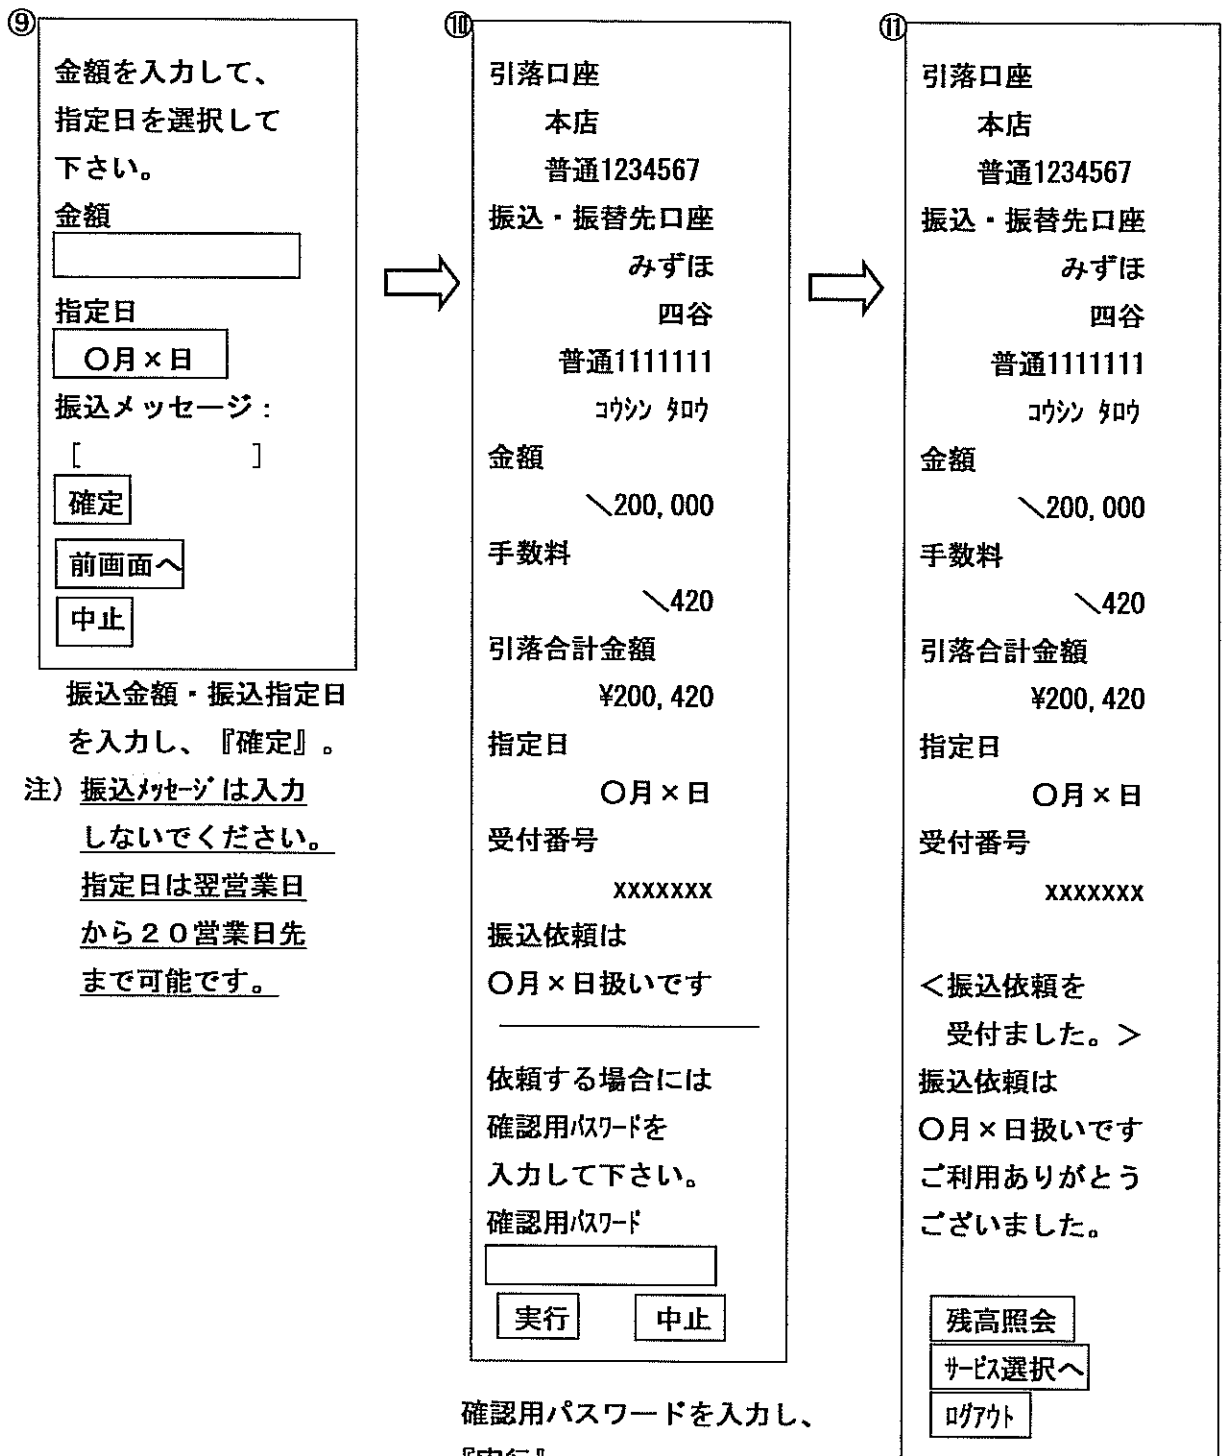 ⑨
金額を入力して、
指定日を選択して
下さい。
金額
指定日
〇月×日
振込メッセージ：
[ ]
確定
前画面へ
中止
振込金額・振込指定日
を入力し、『確定』。
注）振込ﾒｯｾｰｼﾞは入力
しないでください。
指定日は翌営業日
から２０営業日先
まで可能です。
⑩
引落口座
本店
普通1234567
振込・振替先口座
みずほ
四谷
普通1111111
ｺｳｼﾝ ﾀﾛｳ
金額
＼200,000
手数料
＼420
引落合計金額
¥200,420
指定日
〇月×日
受付番号
xxxxxxx
振込依頼は
〇月×日扱いです
依頼する場合には
確認用ﾊﾟｽﾜｰﾄﾞを
入力して下さい。
確認用ﾊﾟｽﾜｰﾄﾞ
実行 中止
確認用パスワードを入力し、
『実行』
⑪
引落口座
本店
普通1234567
振込・振替先口座
みずほ
四谷
普通1111111
ｺｳｼﾝ ﾀﾛｳ
金額
＼200,000
手数料
＼420
引落合計金額
¥200,420
指定日
〇月×日
受付番号
xxxxxxx
＜振込依頼を
受付ました。＞
振込依頼は
〇月×日扱いです
ご利用ありがとう
ございました。
残高照会
ｻｰﾋﾞｽ選択へ
ﾛｸﾞｱｳﾄ